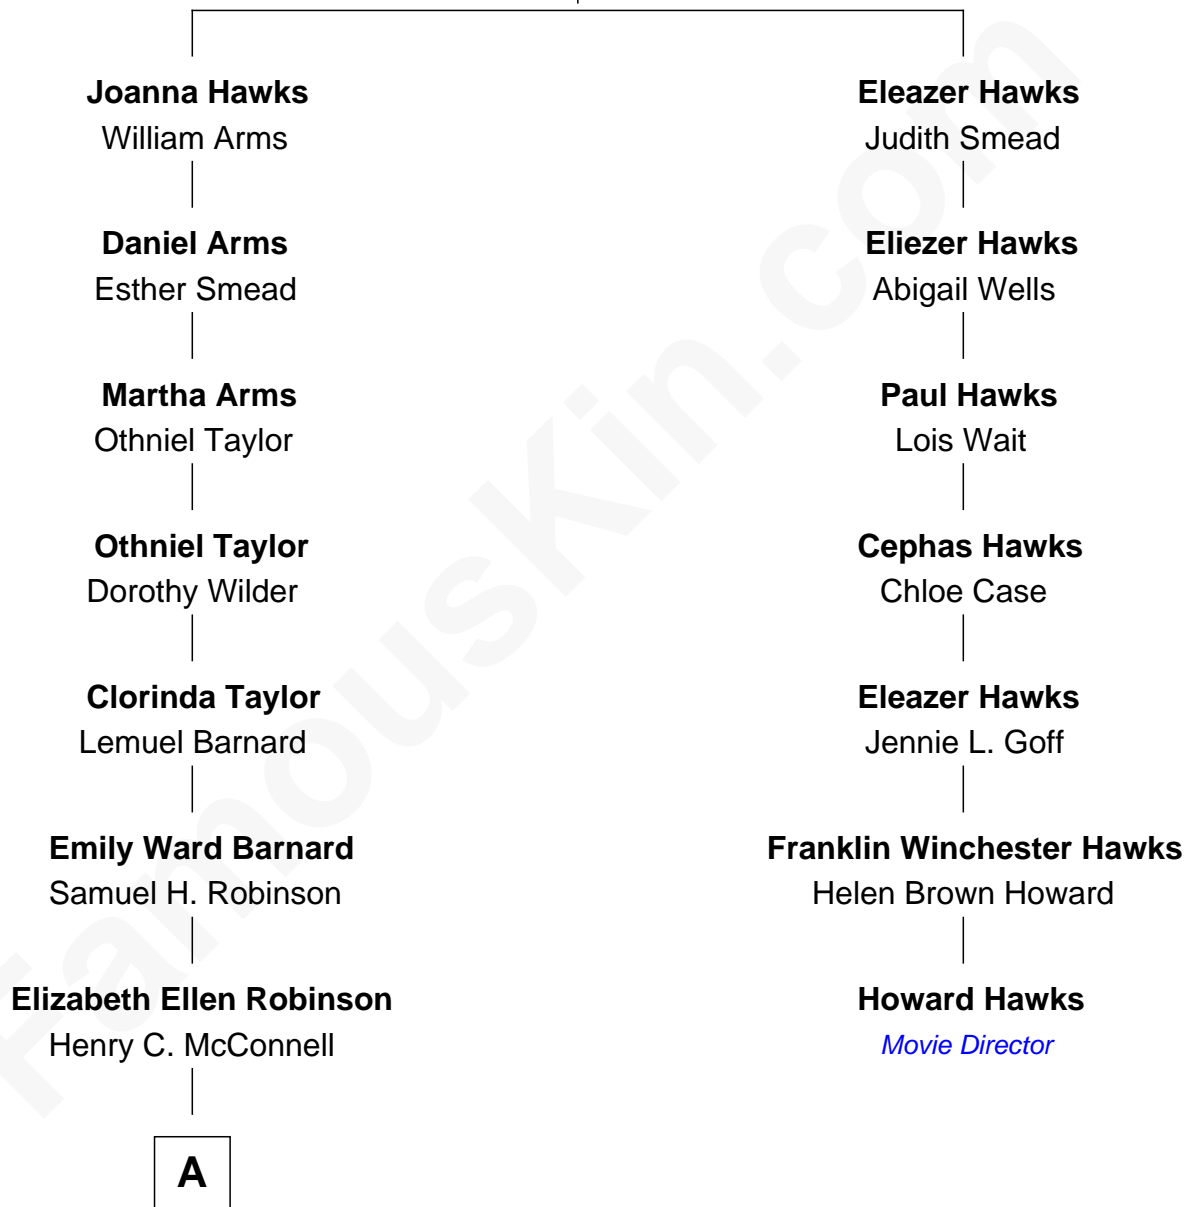 Joanna Hawks
William Arms
Daniel Arms
Esther Smead
Martha Arms
Othniel Taylor
Othniel Taylor
Dorothy Wilder
Clorinda Taylor
Lemuel Barnard
Emily Ward Barnard
Samuel H. Robinson
Elizabeth Ellen Robinson
Henry C. McConnell
A
Eleazer Hawks
Judith Smead
Eliezer Hawks
Abigail Wells
Paul Hawks
Lois Wait
Cephas Hawks
Chloe Case
Eleazer Hawks
Jennie L. Goff
Franklin Winchester Hawks
Helen Brown Howard
Howard Hawks
Movie Director
FamousKin.com